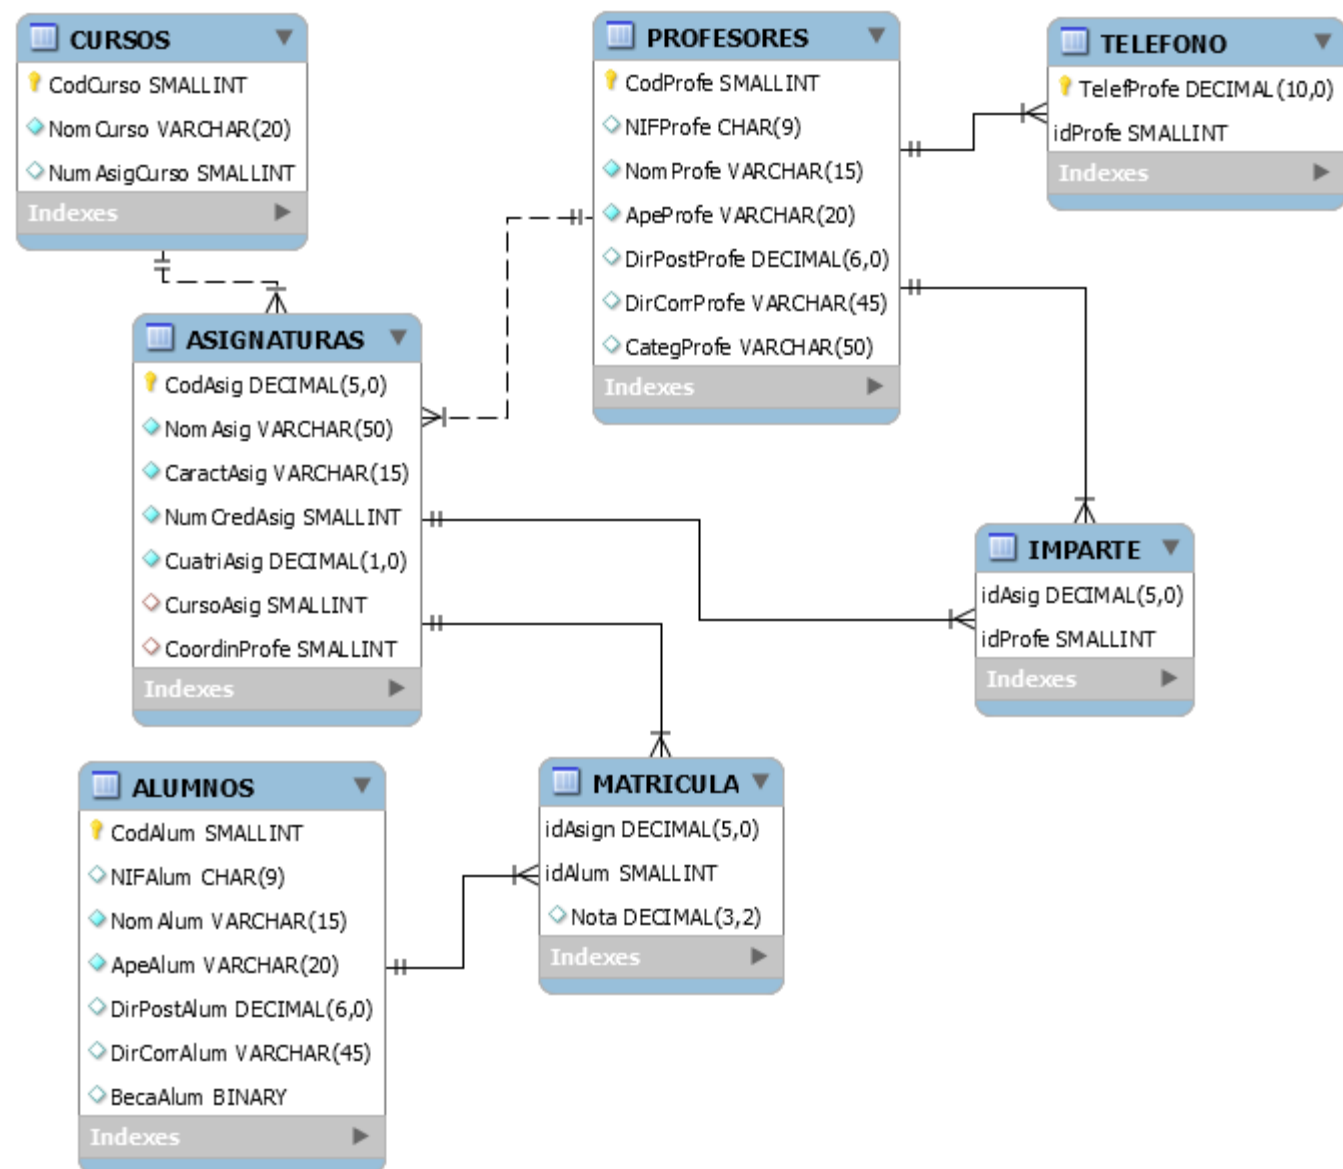 CURSOS
CodCurso SMALLINT
NomCurso VARCHAR(20)
NumAsigCurso SMALLINT
Indexes
PROFESORES
CodProfe SMALLINT
NIFProfe CHAR(9)
NomProfe VARCHAR(15)
ApeProfe VARCHAR(20)
DirPostProfe DECIMAL(6,0)
DirCorrProfe VARCHAR(45)
CategProfe VARCHAR(50)
Indexes
TELEFONO
TelefProfe DECIMAL(10,0)
idProfe SMALLINT
Indexes
ASIGNATURAS
CodAsig DECIMAL(5,0)
NomAsig VARCHAR(50)
CaractAsig VARCHAR(15)
NumCredAsig SMALLINT
CuatriAsig DECIMAL(1,0)
CursoAsig SMALLINT
CoordinProfe SMALLINT
Indexes
IMPARTE
idAsig DECIMAL(5,0)
idProfe SMALLINT
Indexes
ALUMNOS
CodAlum SMALLINT
NIFAlum CHAR(9)
NomAlum VARCHAR(15)
ApeAlum VARCHAR(20)
DirPostAlum DECIMAL(6,0)
DirCorrAlum VARCHAR(45)
BecaAlum BINARY
Indexes
MATRICULA
idAsign DECIMAL(5,0)
idAlum SMALLINT
Nota DECIMAL(3,2)
Indexes